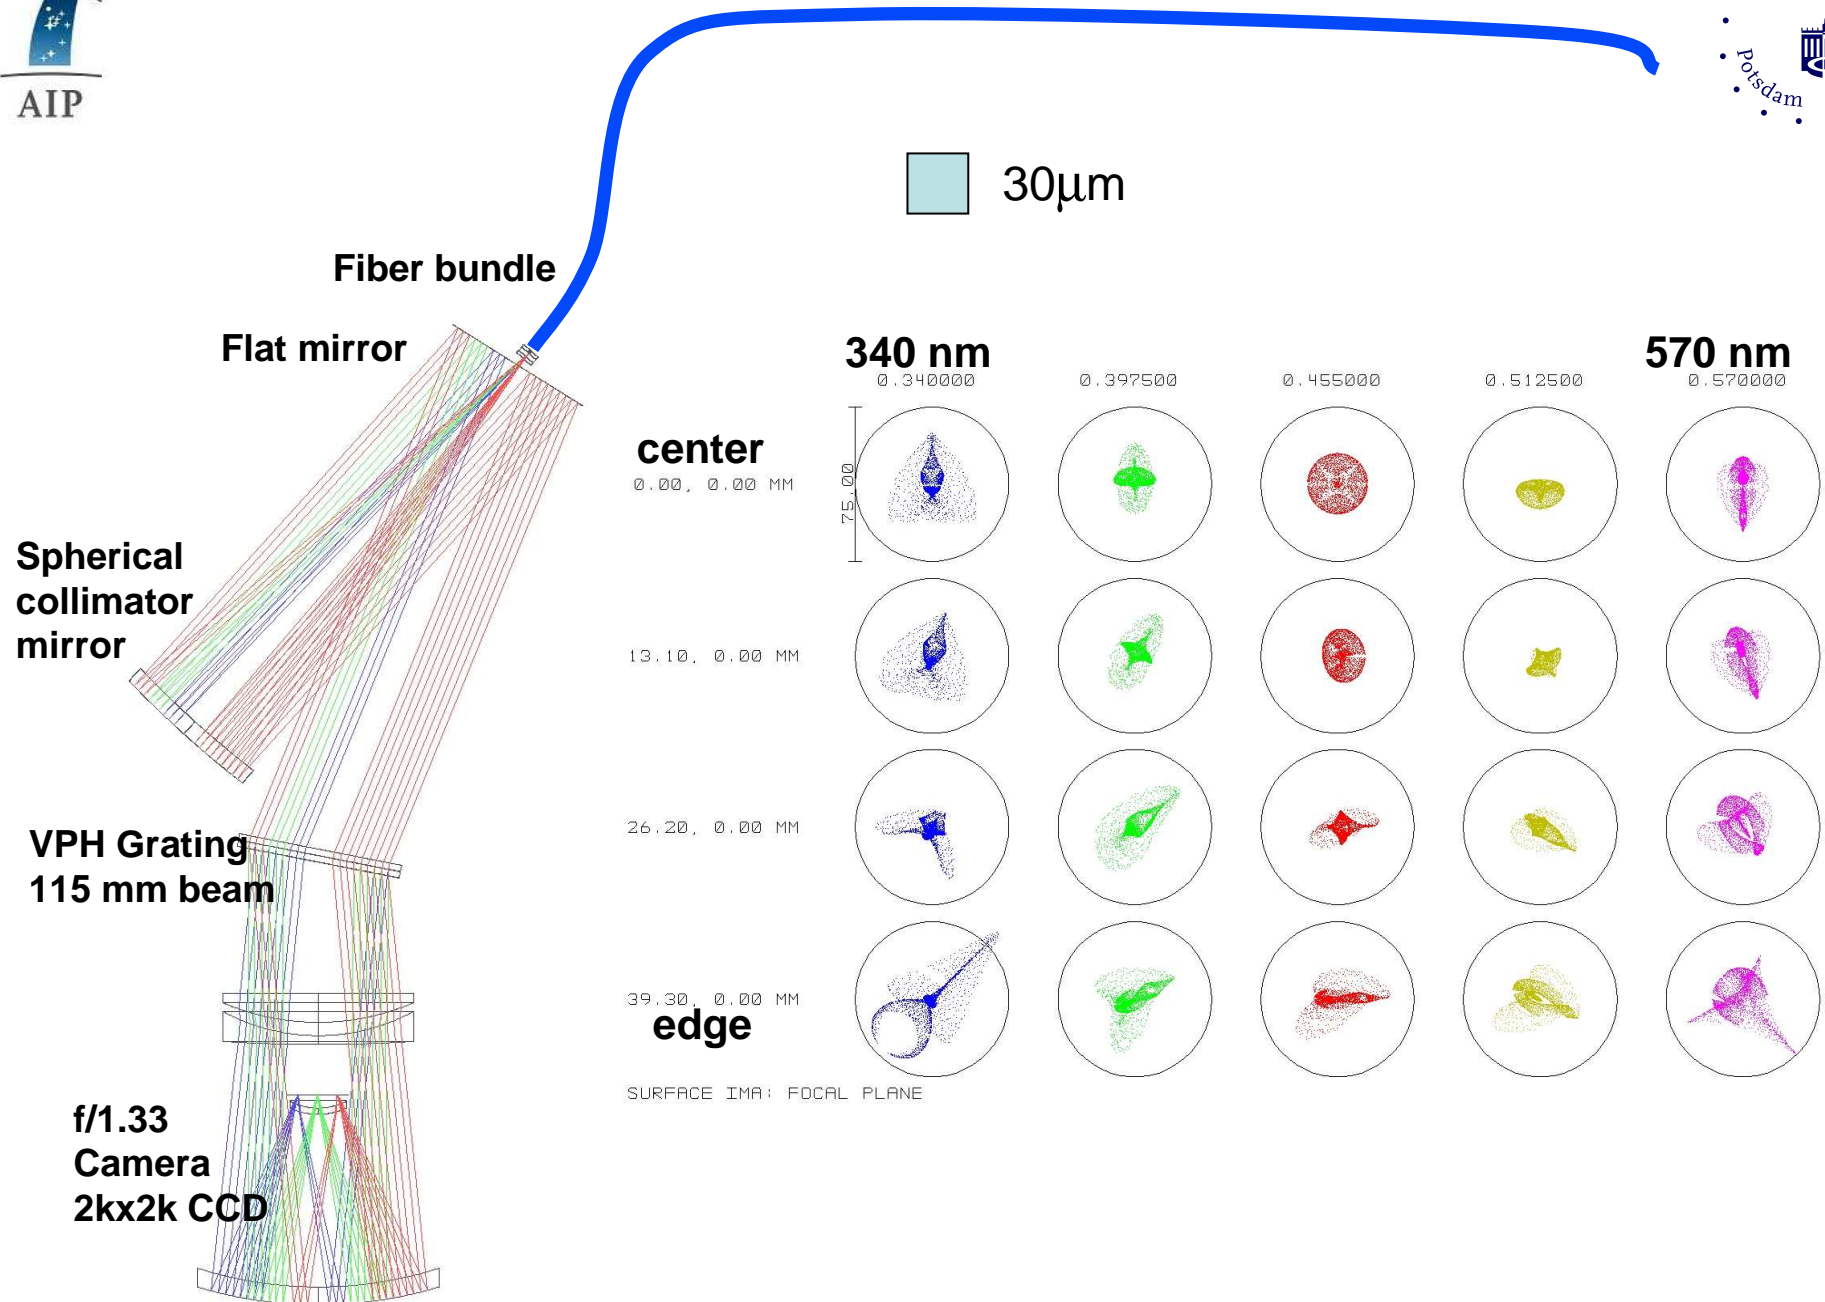 AIP
Potsdam
30μm
Fiber bundle
Flat mirror
340 nm
570 nm
0.340000
0.397500
0.455000
0.512500
0.570000
center
0.00, 0.00 MM
75.00
Spherical
collimator
mirror
13.10, 0.00 MM
VPH Grating
115 mm beam
26.20, 0.00 MM
39.30, 0.00 MM
edge
SURFACE IMA: FOCAL PLANE
f/1.33
Camera
2kx2k CCD